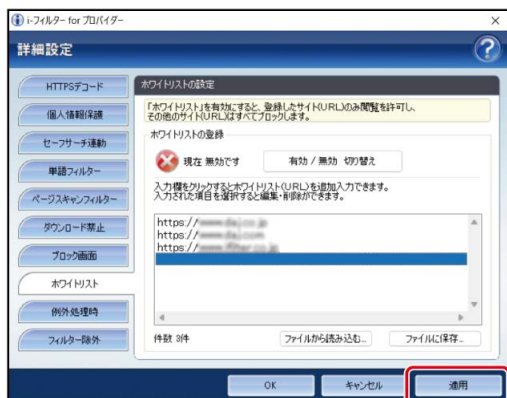 i-フィルター for プロバイダー
詳細設定
HTTPSデコード
個人情報保護
セーフサーチ連動
単語フィルター
ページスキャンフィルター
ダウンロード禁止
ブロック画面
ホワイトリスト
例外処理時
フィルター除外
ホワイトリストの設定
「ホワイトリスト」を有効にすると、登録したサイト(URL)のみ閲覧を許可し、
その他のサイト(URL)はすべてブロックします。
ホワイトリストの登録
現在 無効です
有効 / 無効 切り替え
入力欄をクリックするとホワイトリスト(URL)を追加入力できます。
入力された項目を選択すると編集・削除ができます。
https://
https://
https://
件数 3件
ファイルから読み込む...
ファイルに保存...
OK
キャンセル
適用